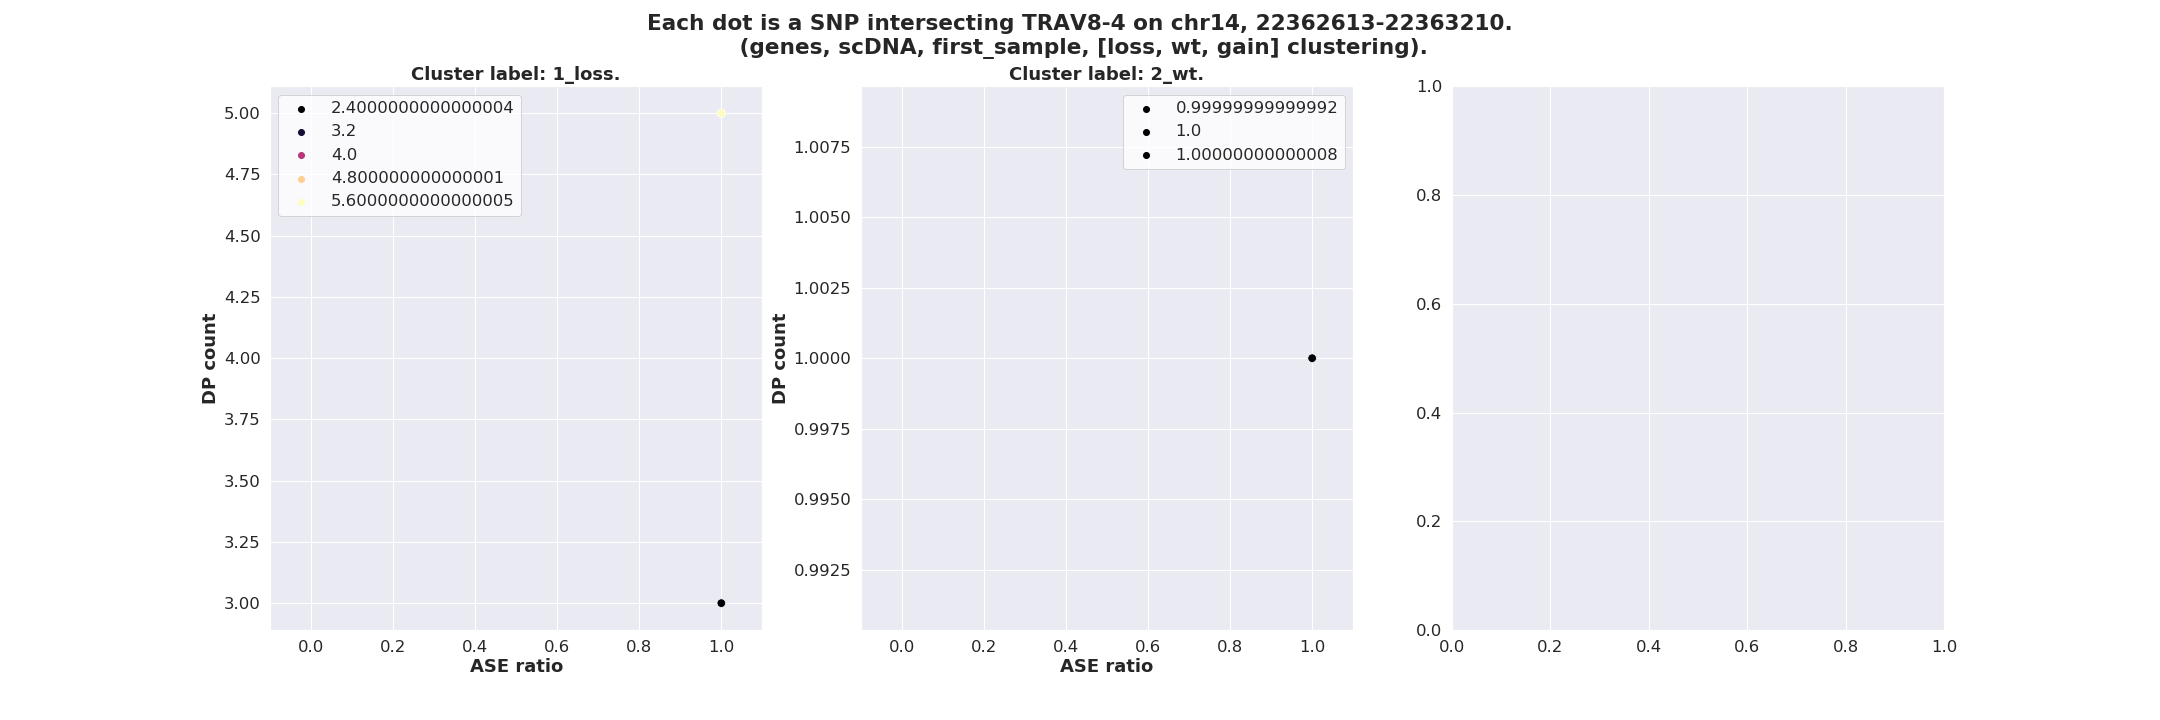 Each dot is a SNP intersecting TRAV8-4 on chr14, 22362613-22363210.
(genes, scDNA, first_sample, [loss, wt, gain] clustering).
Cluster label: 1_loss.
2.4000000000000004
3.2
4.0
4.800000000000001
5.6000000000000005
5.00
4.75
4.50
4.25
4.00
3.75
3.50
3.25
3.00
DP count
0.0 0.2 0.4 0.6 0.8 1.0
ASE ratio
Cluster label: 2_wt.
0.99999999999992
1.0
1.00000000000008
1.0075
1.0050
1.0025
1.0000
0.9975
0.9950
0.9925
DP count
0.0 0.2 0.4 0.6 0.8 1.0
ASE ratio
1.0
0.8
0.6
0.4
0.2
0.0
0.0 0.2 0.4 0.6 0.8 1.0